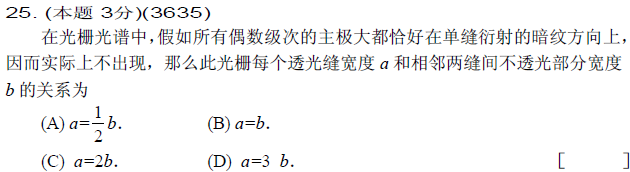 25. (本题 3分)(3635)
在光栅光谱中,假如所有偶数级次的主极大都恰好在单缝衍射的暗纹方向上,
因而实际上不出现，那么此光栅每个透光缝宽度 a 和相邻两缝间不透光部分宽度
b 的关系为
(A) a=1/2 b. (B) a=b.
(C) a=2b. (D) a=3 b. [ ]